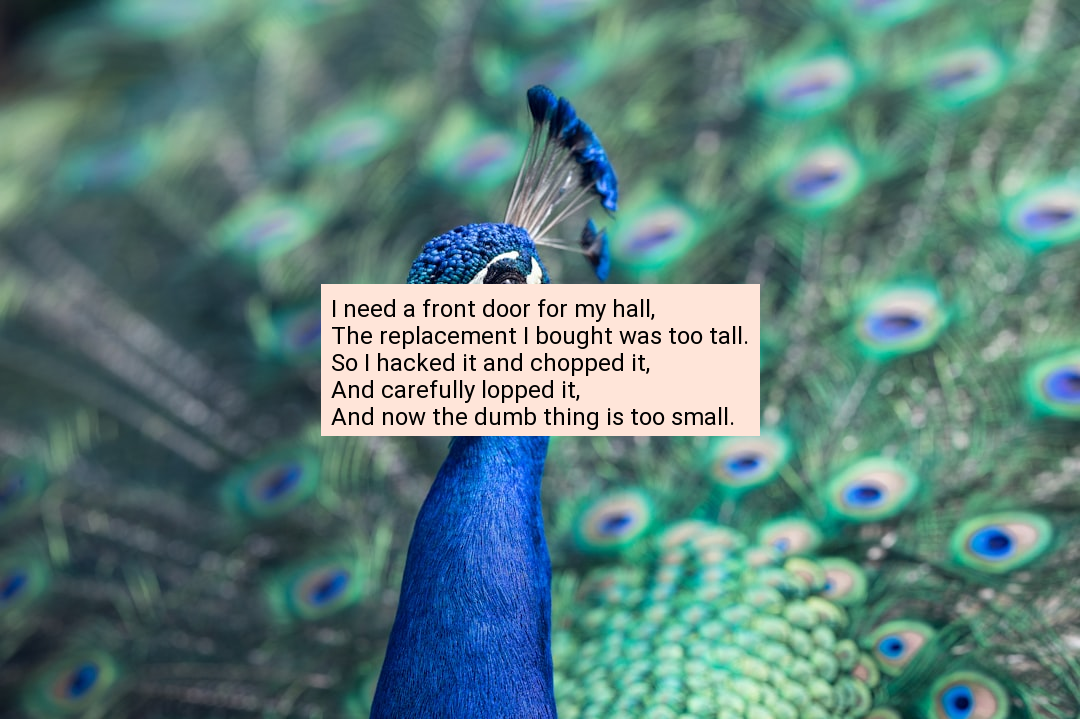 I need a front door for my hall,
The replacement I bought was too tall.
So I hacked it and chopped it,
And carefully lopped it,
And now the dumb thing is too small.